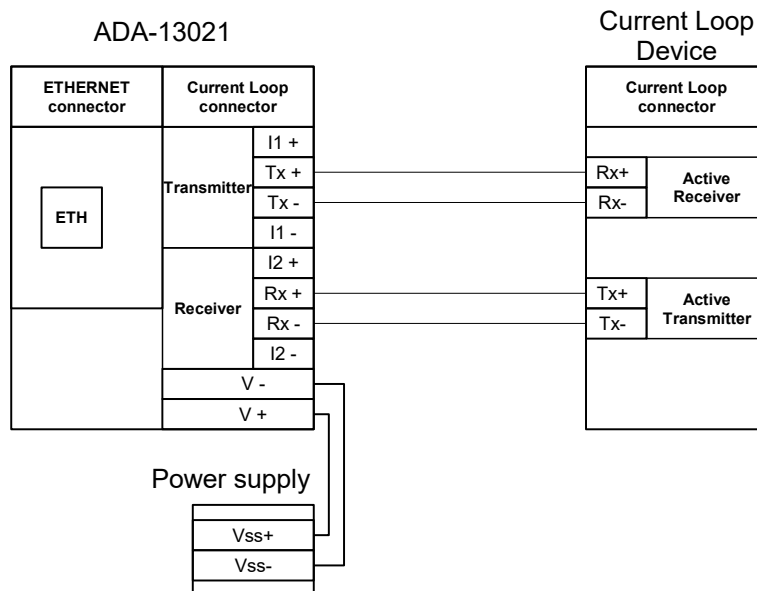 ADA-13021
Current Loop
Device
ETHERNET
connector
Current Loop
connector
Current Loop
connector
ETH
Transmitter
I1 +
Tx +
Tx -
I1 -
Receiver
I2 +
Rx +
Rx -
I2 -
V -
V +
Rx+
Rx-
Active
Receiver
Tx+
Tx-
Active
Transmitter
Power supply
Vss+
Vss-